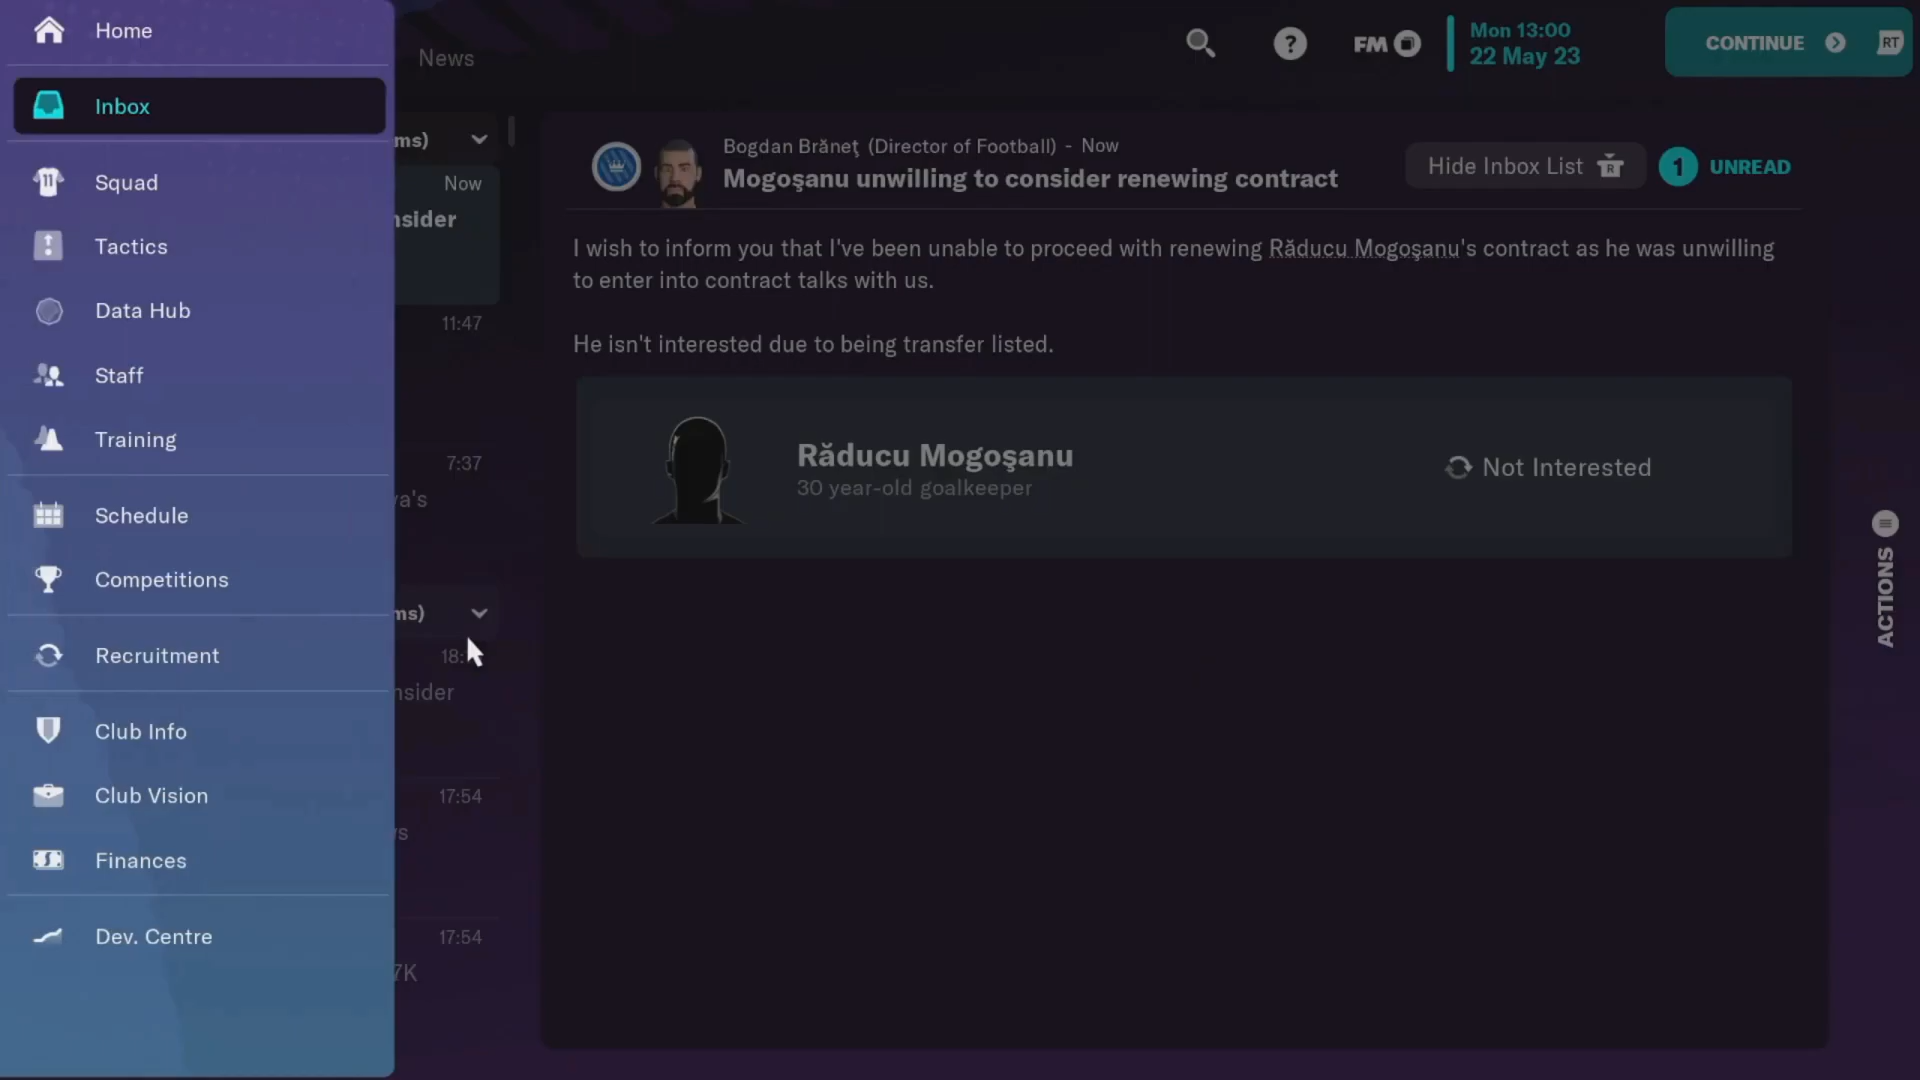 Home
Inbox
Squad
Tactics
Data Hub
Staff
Training
Schedule
Competitions
Recruitment
Club Info
Club Vision
Finances
Dev. Centre
News
FM
Mon 13:00
22 May 23
CONTINUE
RT
ms)
Now
nsider
11:47
7:37
va's
ms)
18:
nsider
17:54
17:54
7K
Bogdan Brăneț (Director of Football) - Now
Mogoșanu unwilling to consider renewing contract
Hide Inbox List
R
1 UNREAD
I wish to inform you that I've been unable to proceed with renewing Răducu Mogoșanu's contract as he was unwilling
to enter into contract talks with us.
He isn't interested due to being transfer listed.
Răducu Mogoșanu
30 year-old goalkeeper
Not Interested
ACTIONS